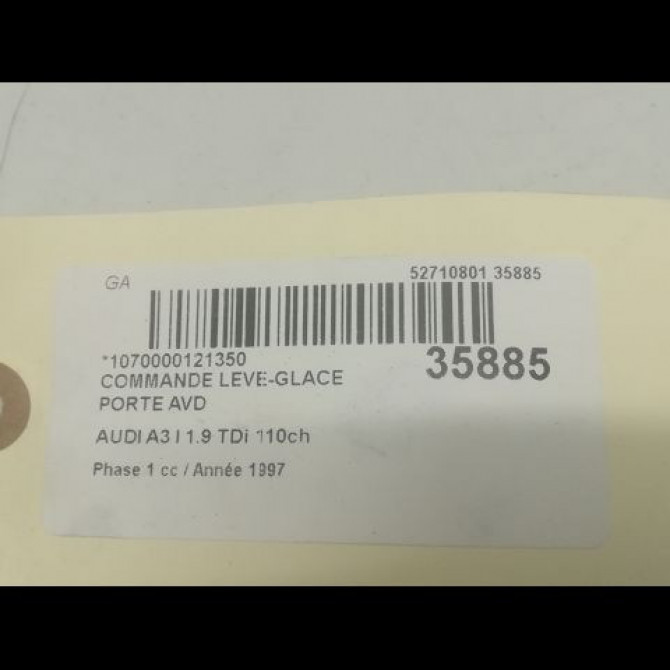 GA
52710801 35885
*1070000121350
35885
COMMANDE LEVE-GLACE
PORTE AVD
AUDI A3 I 1.9 TDi 110ch
Phase 1 cc / Année 1997